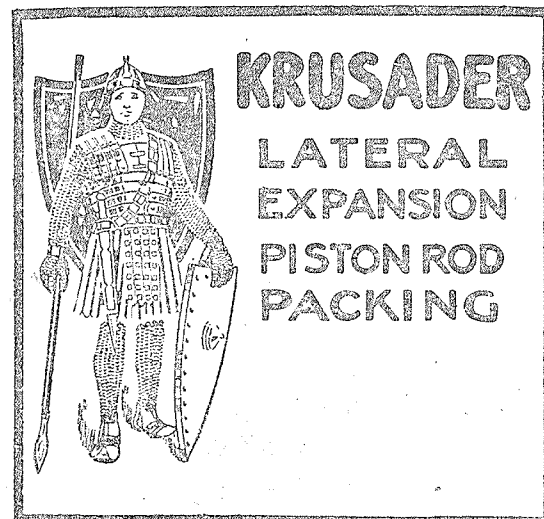 KRUSADER
LATERAL
EXPANSION
PISTON ROD
PACKING